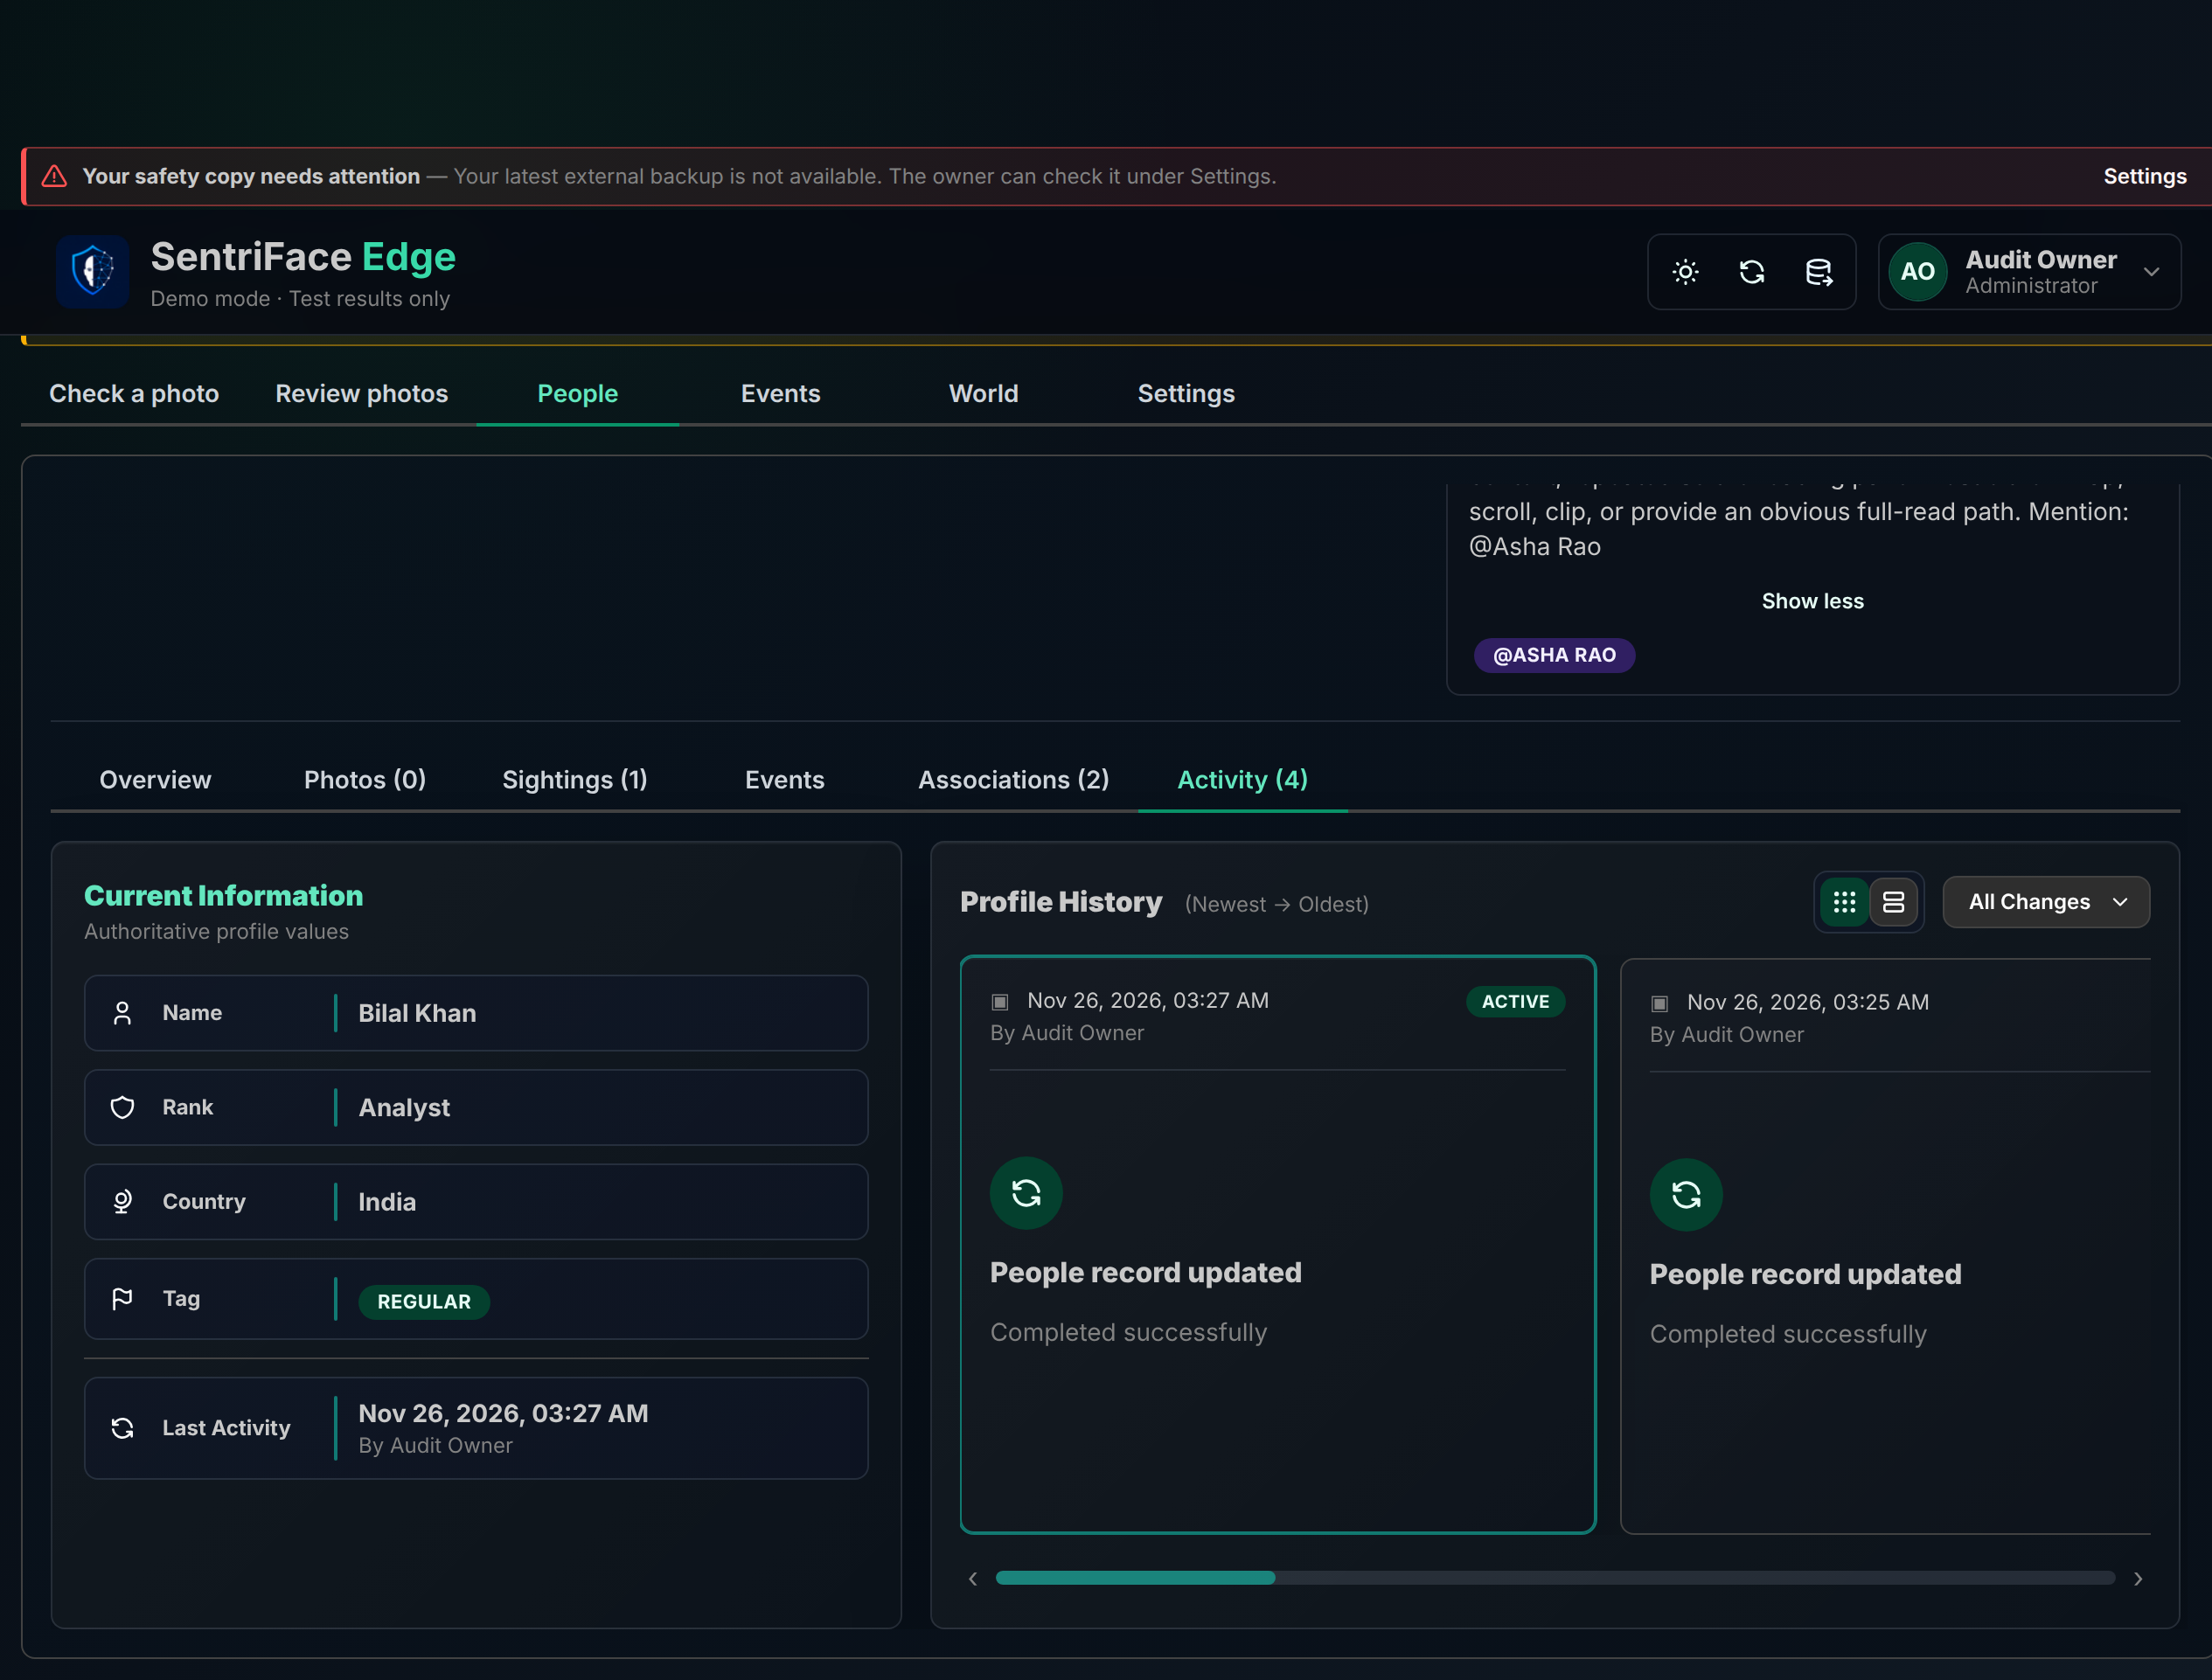 Your safety copy needs attention — Your latest external backup is not available. The owner can check it under Settings.
Settings
SentriFace Edge
Demo mode · Test results only
AO
Audit Owner
Administrator
Check a photo
Review photos
People
Events
World
Settings
scroll, clip, or provide an obvious full-read path. Mention:
@Asha Rao
Show less
@ASHA RAO
Overview
Photos (0)
Sightings (1)
Events
Associations (2)
Activity (4)
Current Information
Authoritative profile values
Name
Bilal Khan
Rank
Analyst
Country
India
Tag
REGULAR
Last Activity
Nov 26, 2026, 03:27 AM
By Audit Owner
Profile History (Newest → Oldest)
All Changes
Nov 26, 2026, 03:27 AM
ACTIVE
By Audit Owner
People record updated
Completed successfully
Nov 26, 2026, 03:25 AM
By Audit Owner
People record updated
Completed successfully